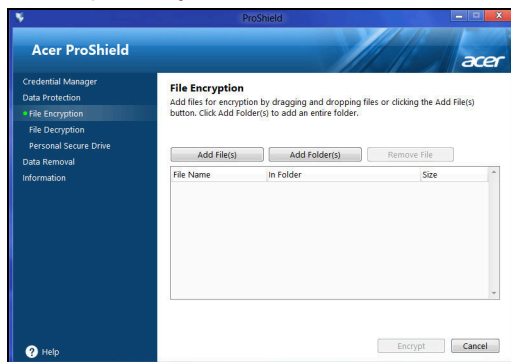 ProShield
Acer ProShield
acer
Credential Manager
Data Protection
File Encryption
File Decryption
Personal Secure Drive
Data Removal
Information
Help
File Encryption
Add files for encryption by dragging and dropping files or clicking the Add File(s)
button. Click Add Folder(s) to add an entire folder.
Add File(s) Add Folder(s) Remove File
File Name In Folder Size
Encrypt Cancel